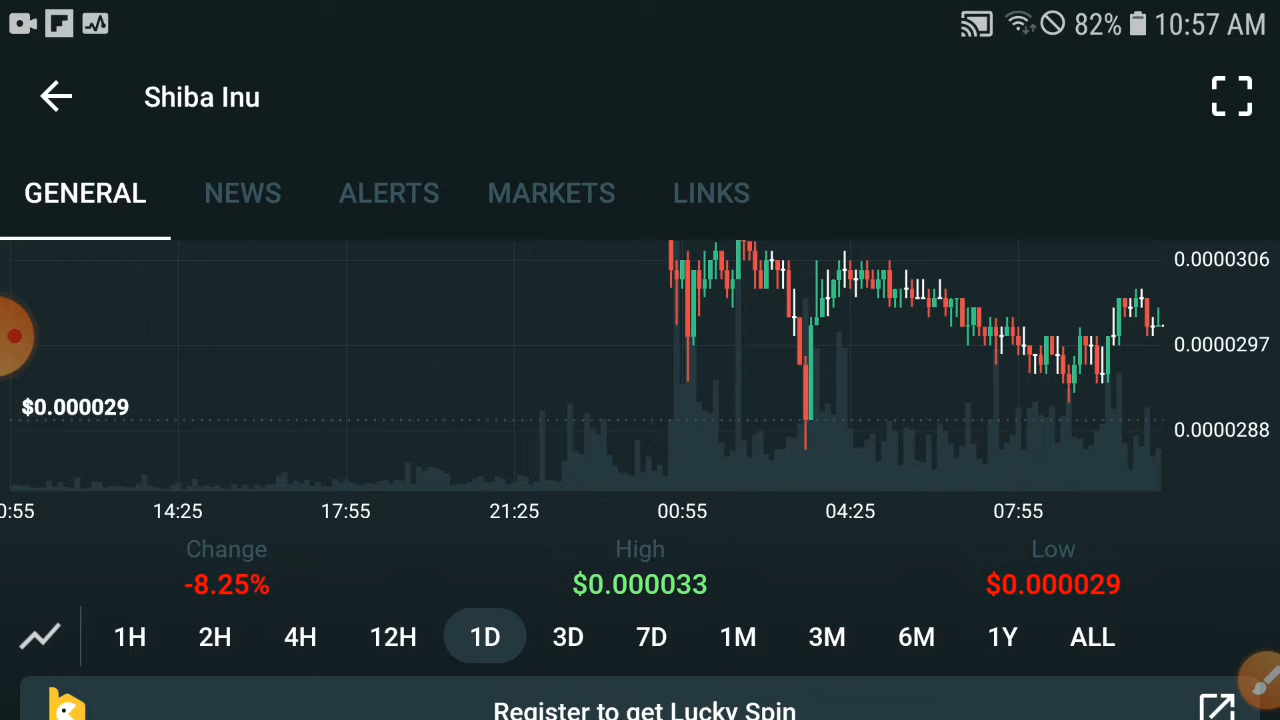 82% 10:57 AM
Shiba Inu
GENERAL NEWS ALERTS MARKETS LINKS
0.0000306
0.0000297
$0.000029
0.0000288
0:55 14:25 17:55 21:25 00:55 04:25 07:55
Change High Low
-8.25% $0.000033 $0.000029
1H 2H 4H 12H 1D 3D 7D 1M 3M 6M 1Y ALL
Register to get Lucky Spin